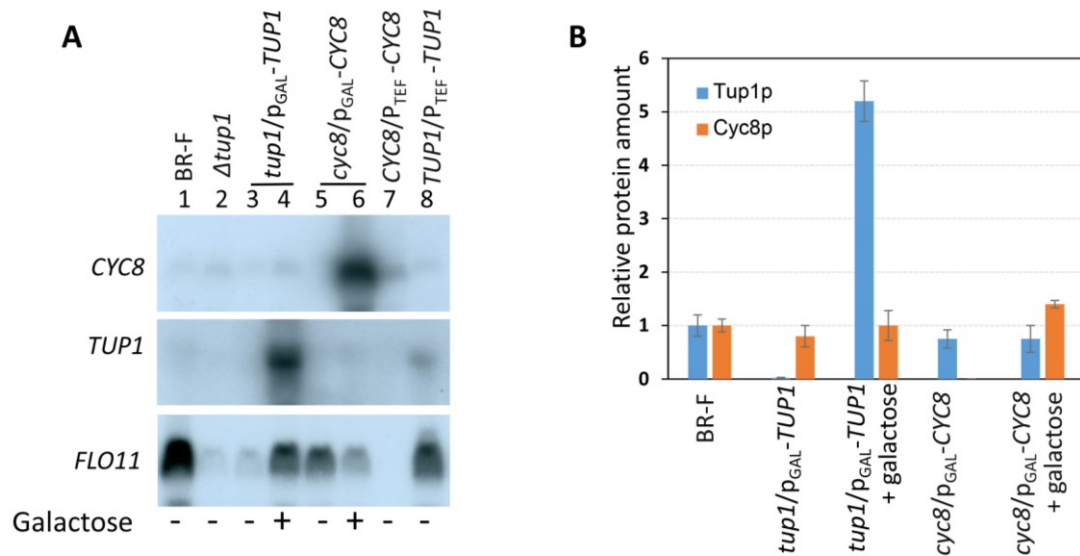 A
BR-F
Δtup1
tup1/pGAL-TUP1
cyc8/pGAL-CYC8
CYC8/PTEF-CYC8
TUP1/PTEF-TUP1
1 2 3 4 5 6 7 8
CYC8
TUP1
FLO11
Galactose - - - + - + - -
B
Relative protein amount
6
5
4
3
2
1
0
Tup1p
Cyc8p
BR-F
tup1/pGAL-TUP1
tup1/pGAL-TUP1
+ galactose
cyc8/pGAL-CYC8
cyc8/pGAL-CYC8
+ galactose